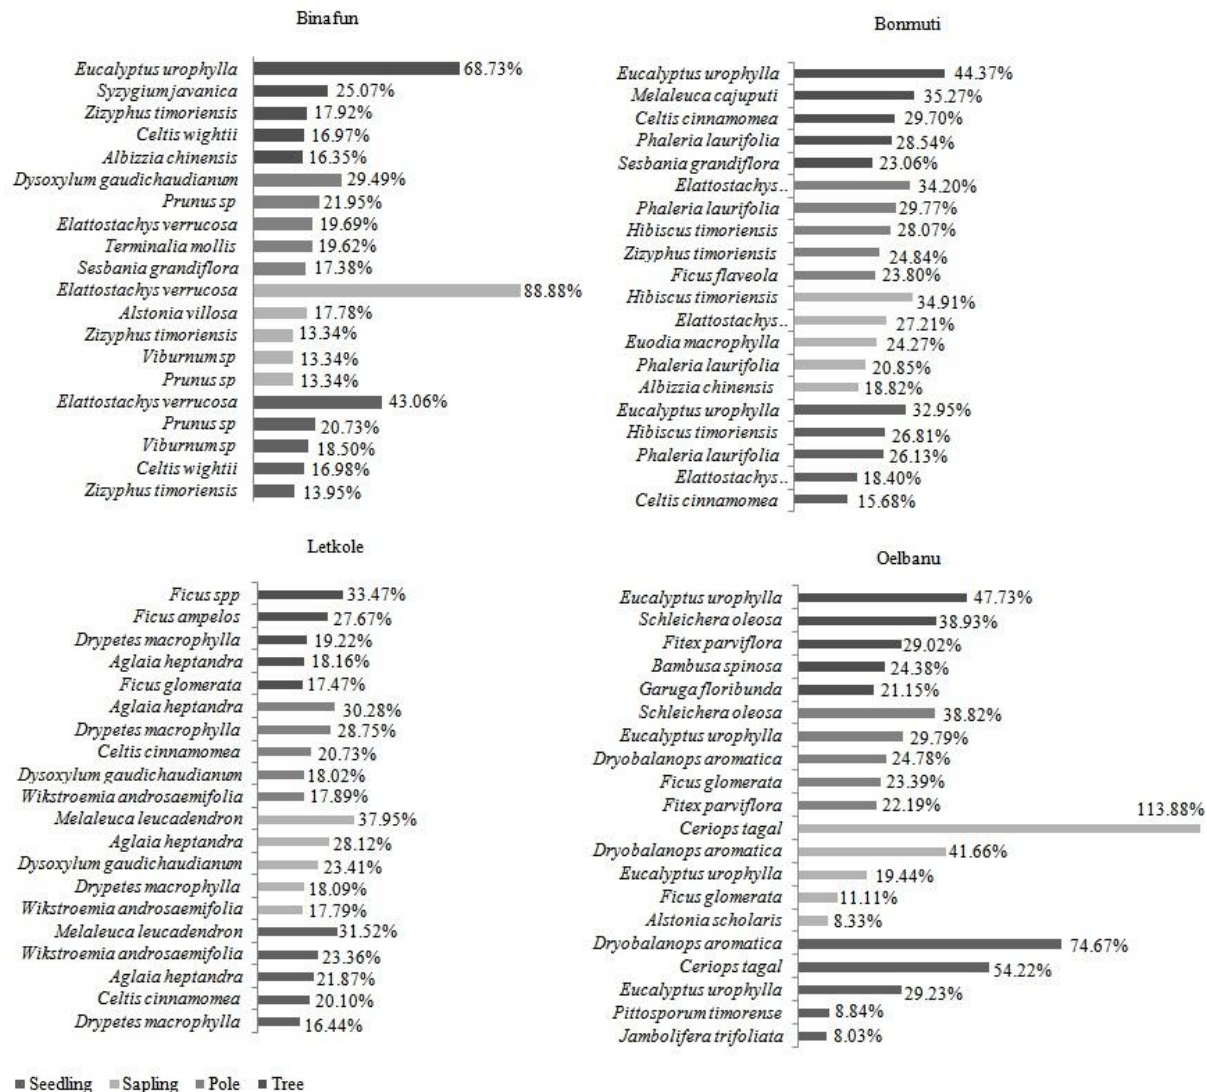 Binafun
Eucalyptus urophylla 68.73%
Syzygium javanica 25.07%
Zizyphus timoriensis 17.92%
Celtis wightii 16.97%
Albizzia chinensis 16.35%
Dysoxylum gaudichaudianum 29.49%
Prunus sp 21.95%
Elattostachys verrucosa 19.69%
Terminalia mollis 19.62%
Sesbania grandiflora 17.38%
Elattostachys verrucosa 88.88%
Alstonia villosa 17.78%
Zizyphus timoriensis 13.34%
Viburnum sp 13.34%
Prunus sp 13.34%
Elattostachys verrucosa 43.06%
Prunus sp 20.73%
Viburnum sp 18.50%
Celtis wightii 16.98%
Zizyphus timoriensis 13.95%
Bonmuti
Eucalyptus urophylla 44.37%
Melaleuca cajuputi 35.27%
Celtis cinnamomea 29.70%
Phaleria laurifolia 28.54%
Sesbania grandiflora 23.06%
Elattostachys.. 34.20%
Phaleria laurifolia 29.77%
Hibiscus timoriensis 28.07%
Zizyphus timoriensis 24.84%
Ficus flaveola 23.80%
Hibiscus timoriensis 34.91%
Elattostachys.. 27.21%
Euodia macrophylla 24.27%
Phaleria laurifolia 20.85%
Albizzia chinensis 18.82%
Eucalyptus urophylla 32.95%
Hibiscus timoriensis 26.81%
Phaleria laurifolia 26.13%
Elattostachys.. 18.40%
Celtis cinnamomea 15.68%
Letkole
Ficus spp 33.47%
Ficus ampelos 27.67%
Drypetes macrophylla 19.22%
Aglaia heptandra 18.16%
Ficus glomerata 17.47%
Aglaia heptandra 30.28%
Drypetes macrophylla 28.75%
Celtis cinnamomea 20.73%
Dysoxylum gaudichaudianum 18.02%
Wikstroemia androsaemifolia 17.89%
Melaleuca leucadendron 37.95%
Aglaia heptandra 28.12%
Dysoxylum gaudichaudianum 23.41%
Drypetes macrophylla 18.09%
Wikstroemia androsaemifolia 17.79%
Melaleuca leucadendron 31.52%
Wikstroemia androsaemifolia 23.36%
Aglaia heptandra 21.87%
Celtis cinnamomea 20.10%
Drypetes macrophylla 16.44%
Oelbanu
Eucalyptus urophylla 47.73%
Schleichera oleosa 38.93%
Fitex parviflora 29.02%
Bambusa spinosa 24.38%
Garuga floribunda 21.15%
Schleichera oleosa 38.82%
Eucalyptus urophylla 29.79%
Dryobalanops aromatica 24.78%
Ficus glomerata 23.39%
Fitex parviflora 22.19%
Ceriops tagal 113.88%
Dryobalanops aromatica 41.66%
Eucalyptus urophylla 19.44%
Ficus glomerata 11.11%
Alstonia scholaris 8.33%
Dryobalanops aromatica 74.67%
Ceriops tagal 54.22%
Eucalyptus urophylla 29.23%
Pittosporum timorense 8.84%
Jambolifera trifoliata 8.03%
Seedling Sapling Pole Tree